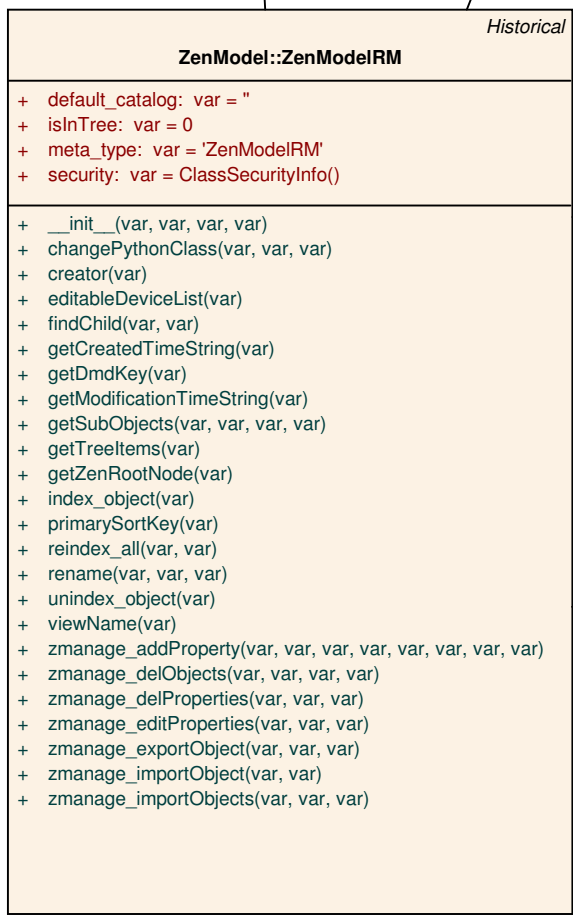 Historical
ZenModel::ZenModelRM
+ default_catalog: var = ''
+ isInTree: var = 0
+ meta_type: var = 'ZenModelRM'
+ security: var = ClassSecurityInfo()
+ __init__(var, var, var, var)
+ changePythonClass(var, var, var)
+ creator(var)
+ editableDeviceList(var)
+ findChild(var, var)
+ getCreatedTimeString(var)
+ getDmdKey(var)
+ getModificationTimeString(var)
+ getSubObjects(var, var, var, var)
+ getTreeItems(var)
+ getZenRootNode(var)
+ index_object(var)
+ primarySortKey(var)
+ reindex_all(var, var)
+ rename(var, var, var)
+ unindex_object(var)
+ viewName(var)
+ zmanage_addProperty(var, var, var, var, var, var, var)
+ zmanage_delObjects(var, var, var, var)
+ zmanage_delProperties(var, var, var)
+ zmanage_editProperties(var, var, var)
+ zmanage_exportObject(var, var, var)
+ zmanage_importObject(var, var)
+ zmanage_importObjects(var, var, var)